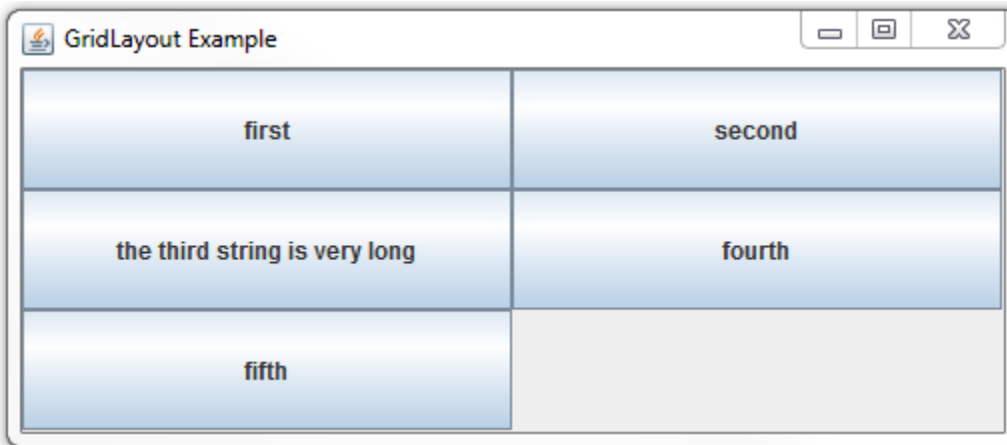 GridLayout Example
first
second
the third string is very long
fourth
fifth